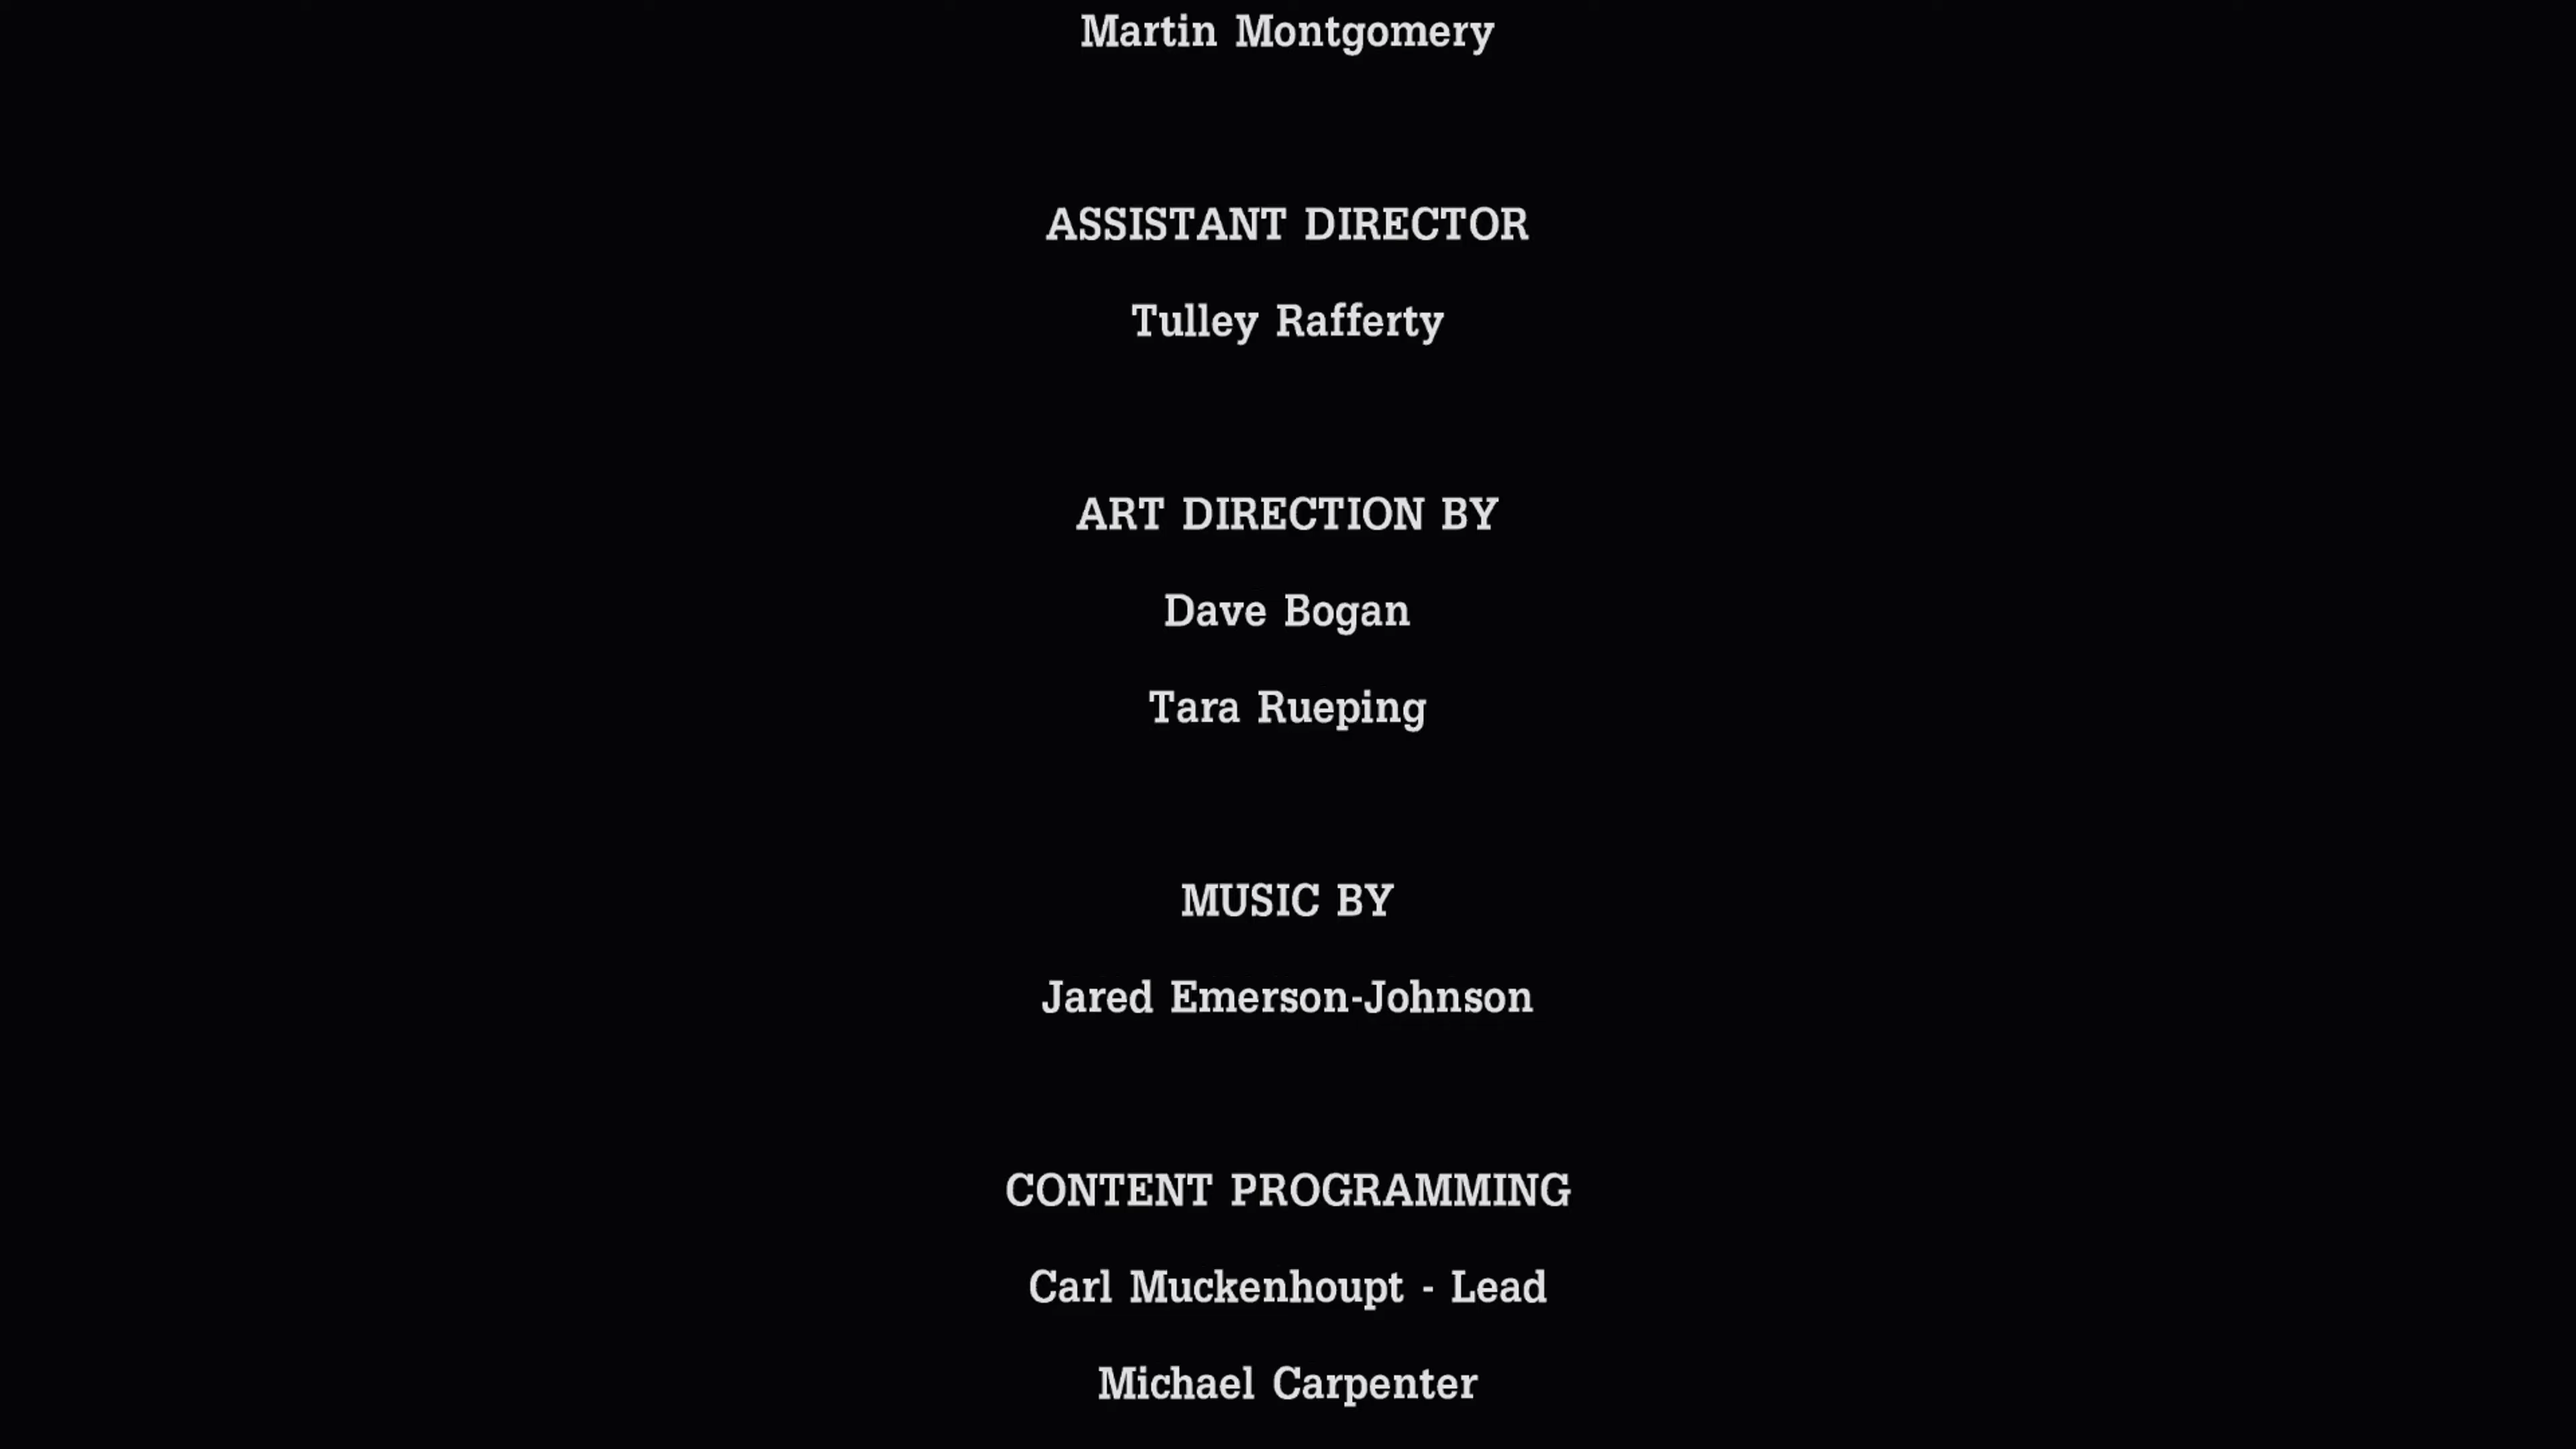 Martin Montgomery
ASSISTANT DIRECTOR
Tulley Rafferty
ART DIRECTION BY
Dave Bogan
Tara Rueping
MUSIC BY
Jared Emerson-Johnson
CONTENT PROGRAMMING
Carl Muckenhoupt - Lead
Michael Carpenter